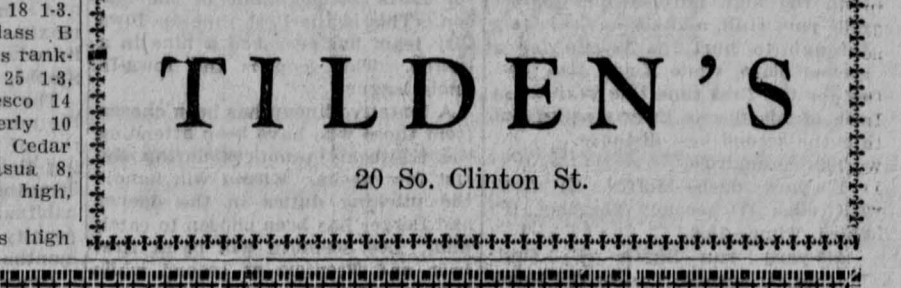 18 1-3.
lass B
s rank-
25 1-3,
esco 14
erly 10
Cedar
sua 8,
high,
s high
TILDEN'S
20 So. Clinton St.